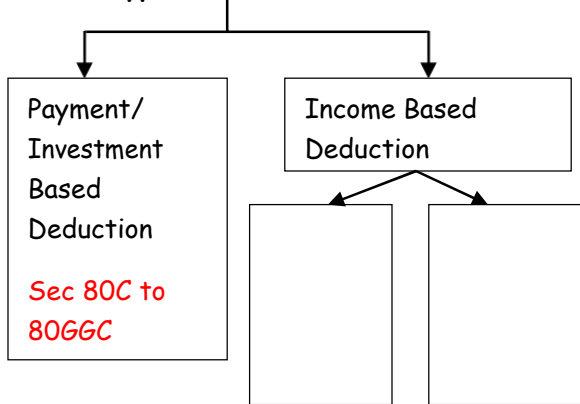 Payment/
Investment
Based
Deduction
Sec 80C to
80GGC
Income Based
Deduction